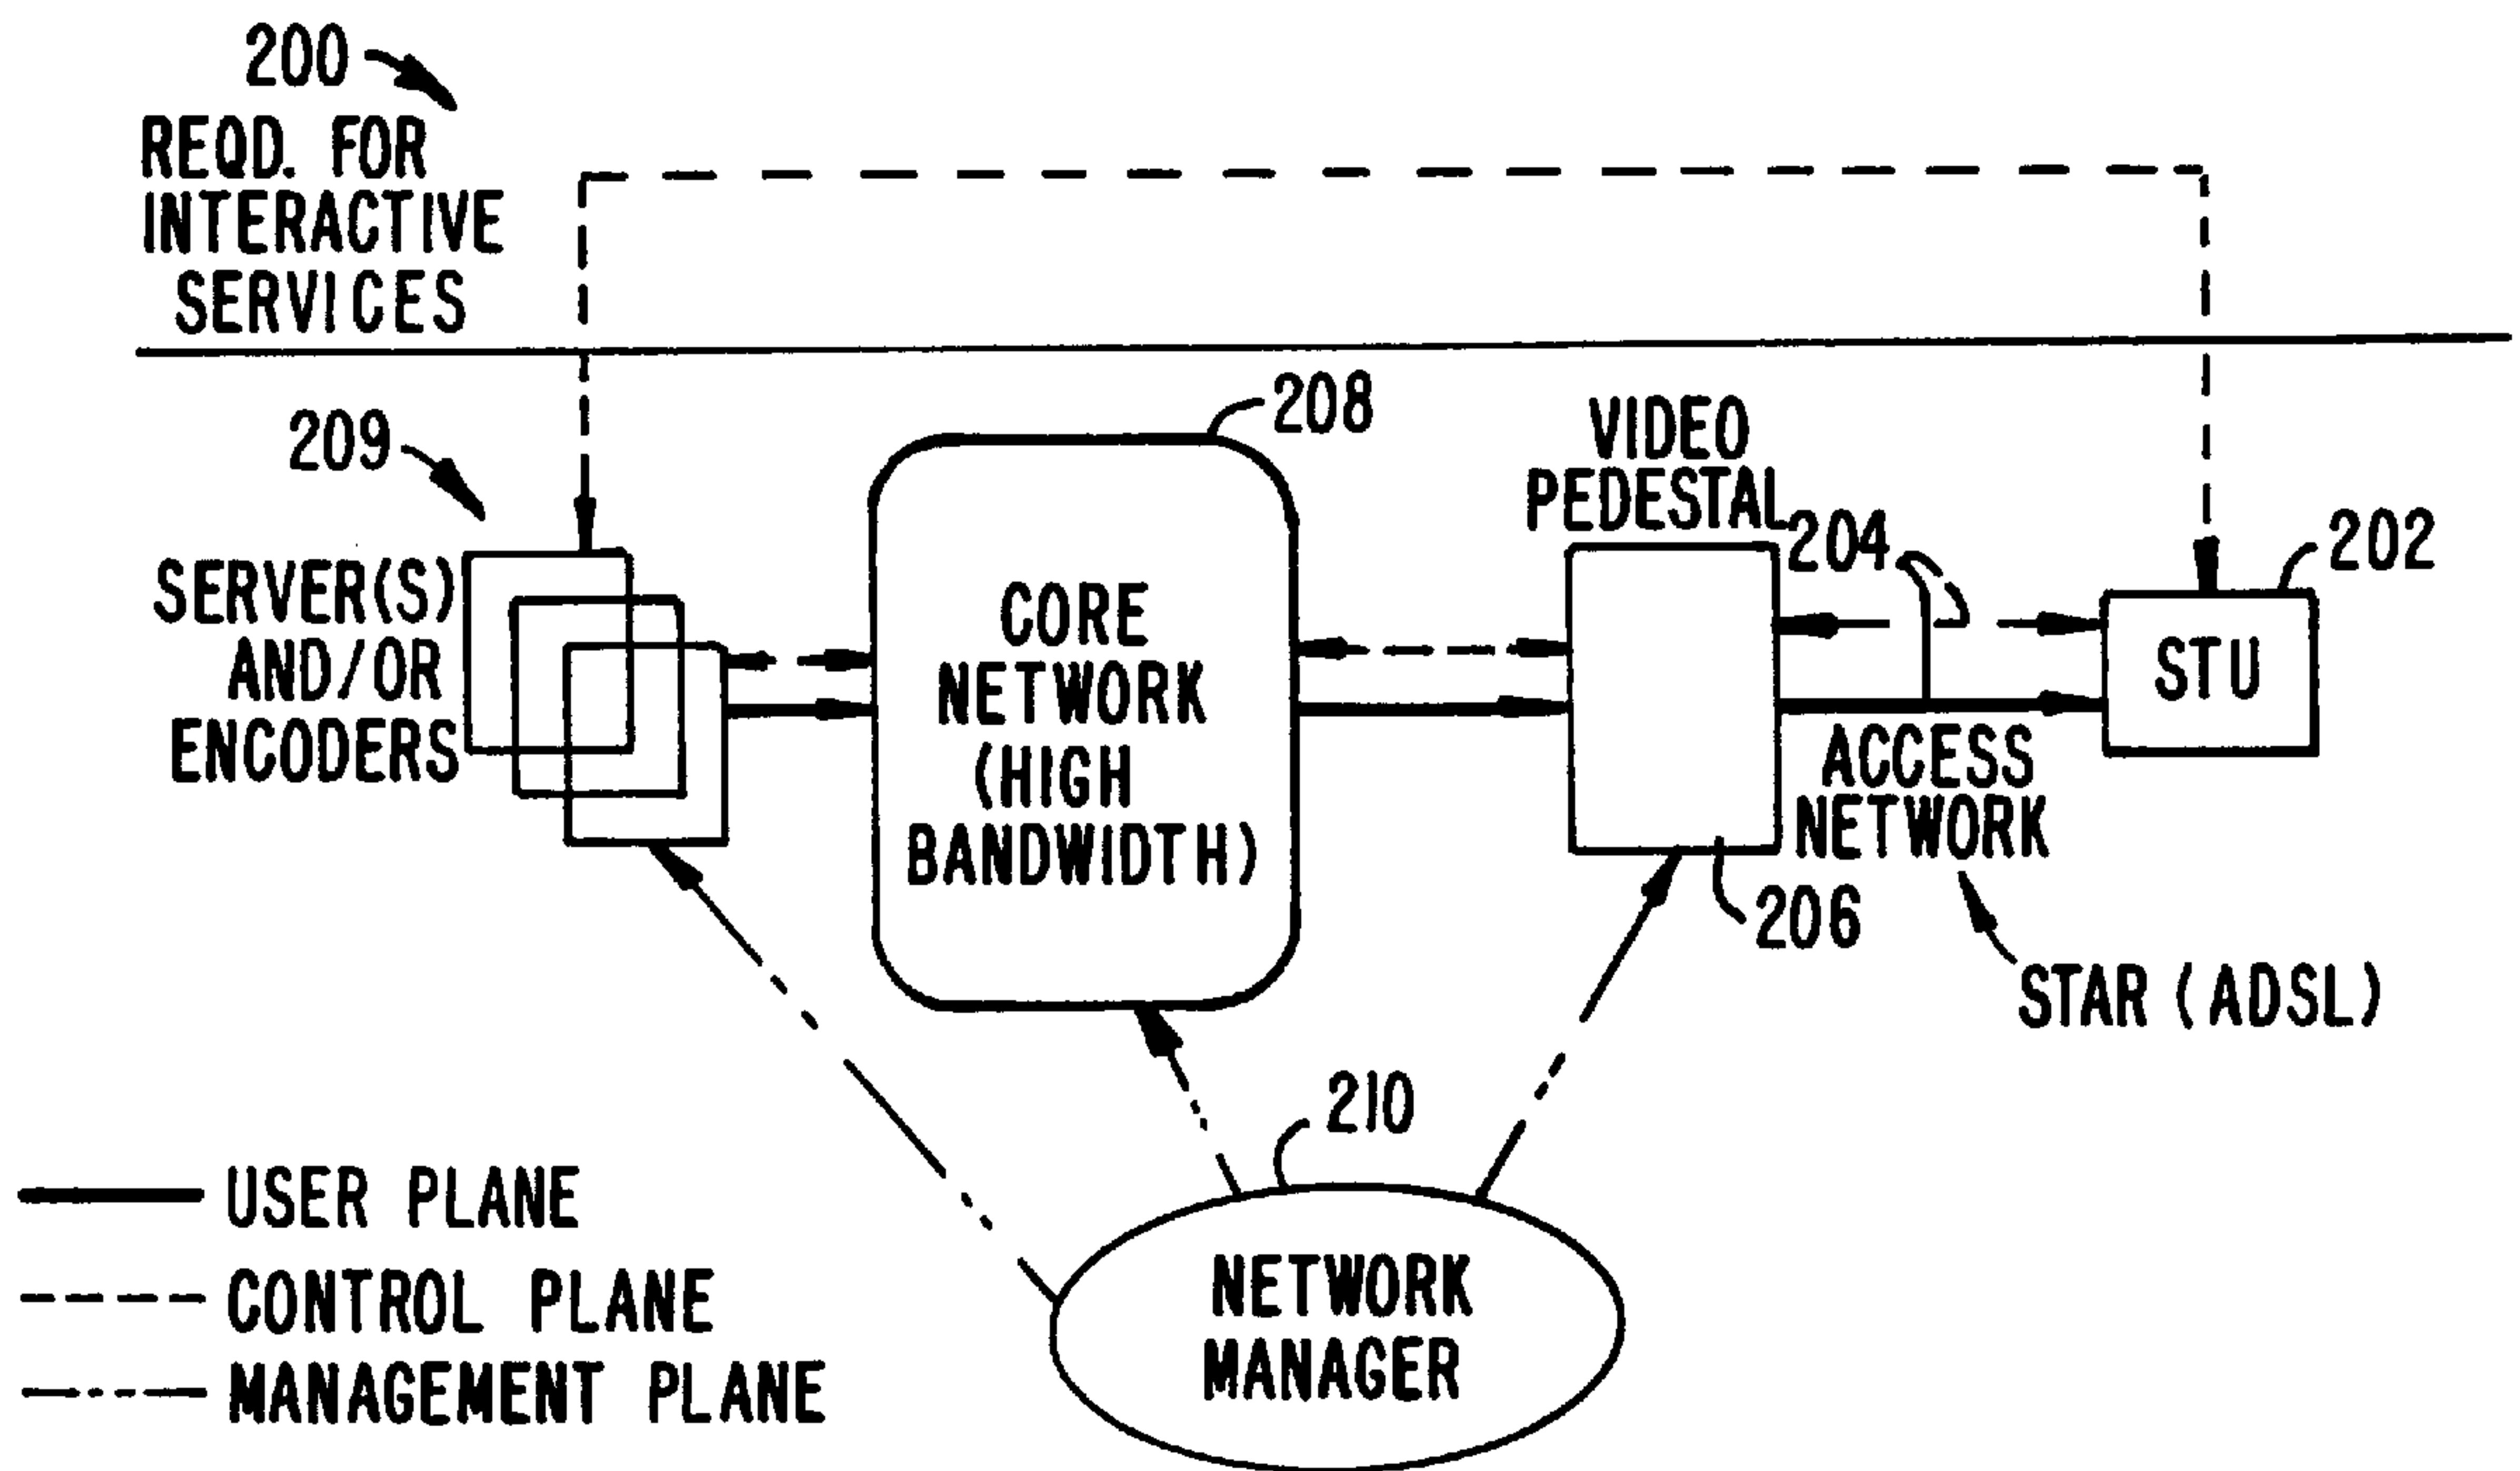 200
REQD. FOR
INTERACTIVE
SERVICES
208
209
VIDEO
PEDESTAL
204
202
SERVER(S)
AND/OR
ENCODERS
CORE
NETWORK
(HIGH
BANDWIDTH)
STU
ACCESS
NETWORK
206
STAR (ADSL)
210
USER PLANE
CONTROL PLANE
MANAGEMENT PLANE
NETWORK
MANAGER